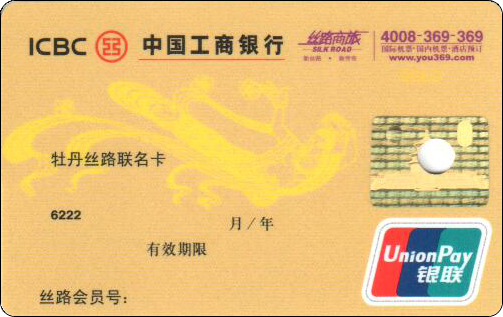 ICBC 中国工商银行
丝路商旅
SILK ROAD
4008-369-369
国际机票·国内机票·酒店预订
www.you369.com
牡丹丝路联名卡
6222
月/年
有效期限
UnionPay
银联
丝路会员号：